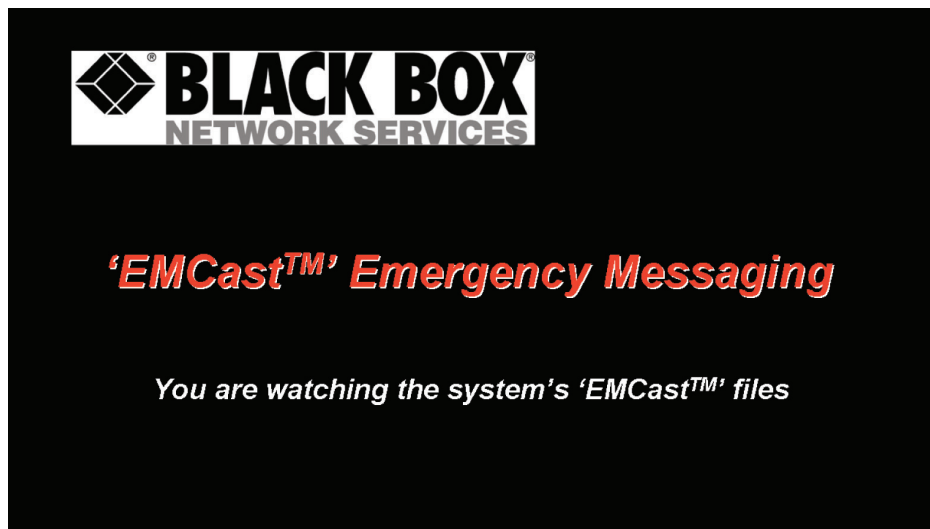 BLACK BOX®
NETWORK SERVICES
‘EMCast™’ Emergency Messaging
You are watching the system’s ‘EMCast™’ files